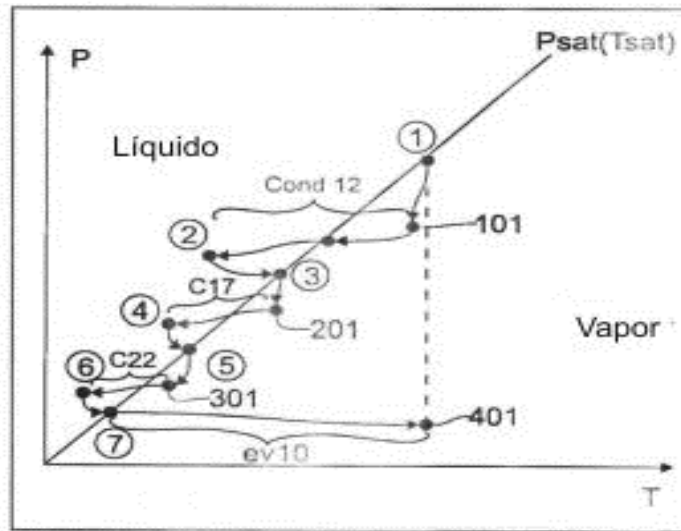 P
Psat(Tsat)
Líquido
1
Cond 12
2
101
3
C17
4
201
Vapor
C22
5
6
301
401
7
ev10
T